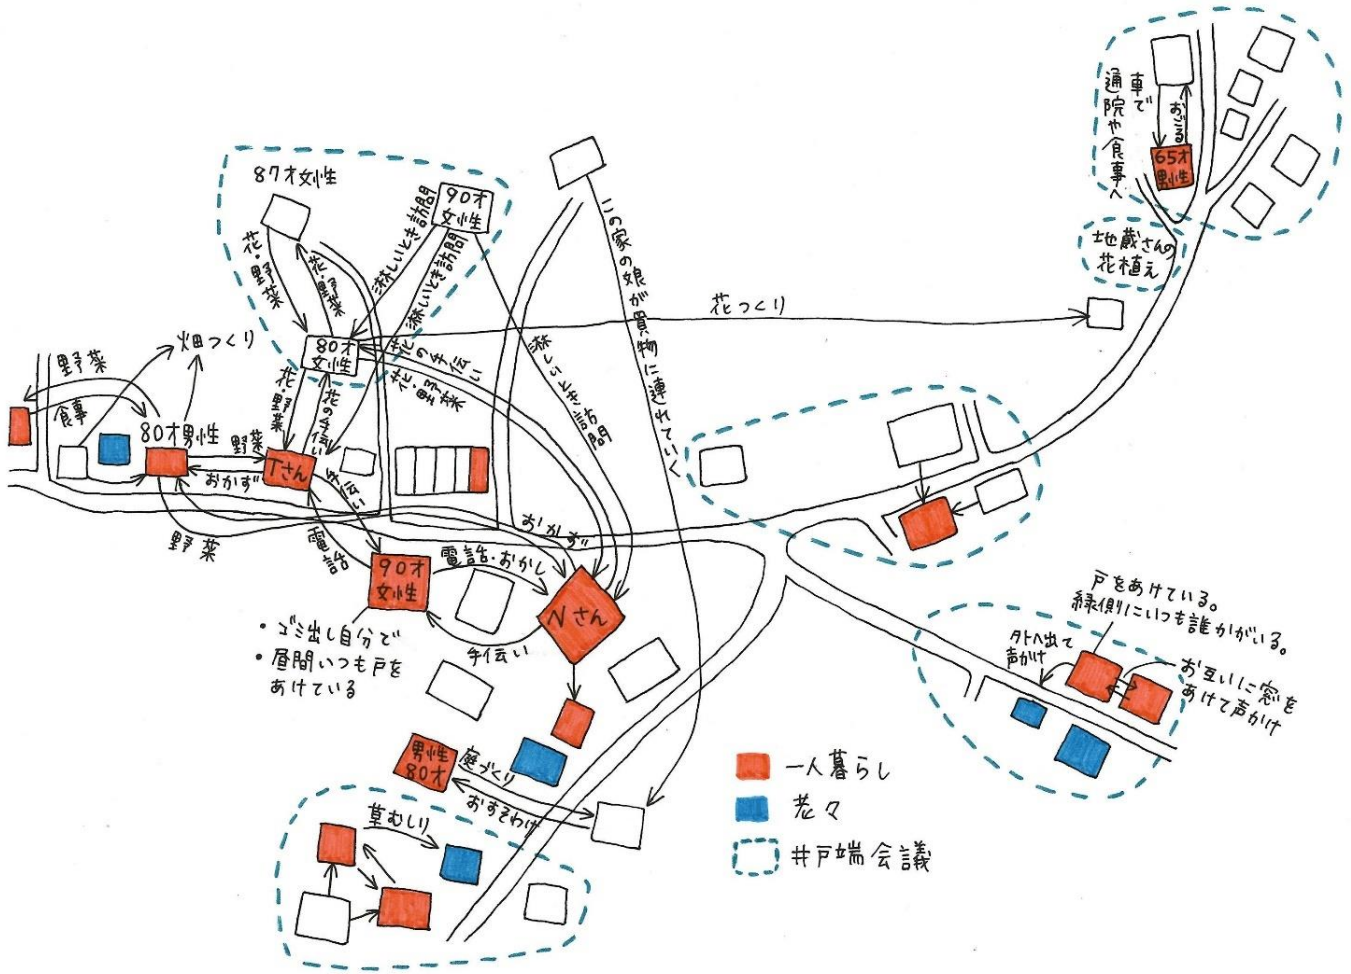 87才女性
90才
女性
花・野菜
花・野菜
淋しいとき訪問
淋しいとき訪問
淋しいとき訪問
この家の娘が買物に連れていく
車で
通院や食事へ
おごる
65才
男性
地蔵さんの
花植え
花つくり
80才
女性
花の手伝い
花・野菜
花・野菜
花の手伝い
畑つくり
野菜
食事
80才男性
野菜
おかず
Tさん
手伝い
野菜
電話
おかず
90才
女性
電話・おかし
Nさん
手伝い
・ゴミ出し自分で
・昼間いつも戸を
あけている
男性
80才
庭づくり
おすそわけ
草むしり
戸をあけている。
縁側にいつも誰かがいる。
外へ出て
声かけ
お互いに窓を
あけて声かけ
一人暮らし
老々
井戸端会議